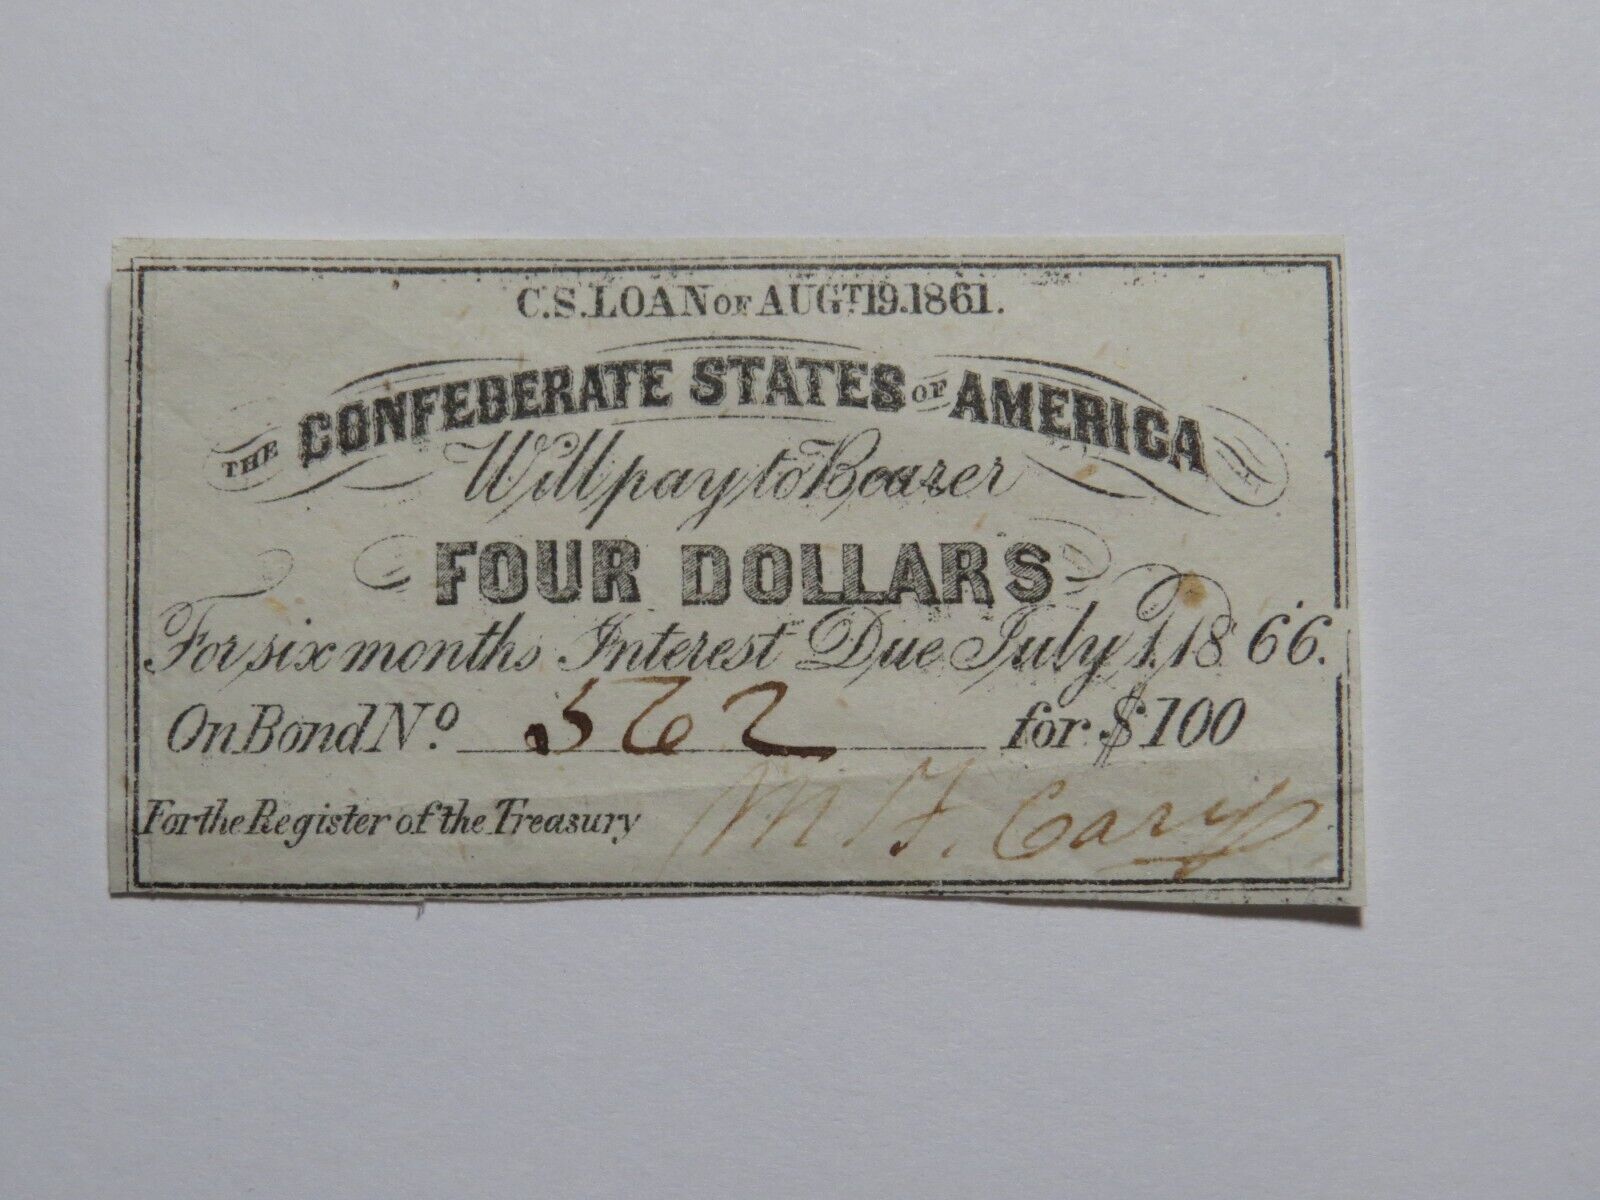 C.S. LOAN OF AUGT. 19. 1861.
THE CONFEDERATE STATES OF AMERICA
Will pay to Bearer
FOUR DOLLARS
For six months Interest Due July 1, 1866.
On Bond No. 562 for $100
For the Register of the Treasury M. F. Cary